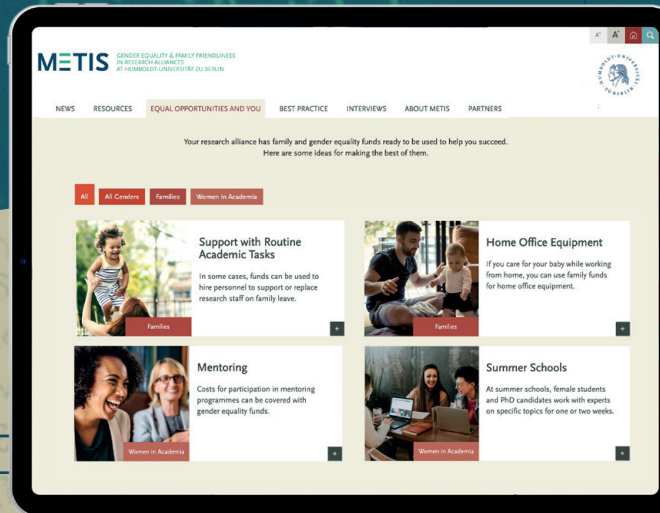 A-
A+
METIS
GENDER EQUALITY & FAMILY FRIENDLINESS
IN RESEARCH ALLIANCES
AT HUMBOLDT-UNIVERSITÄT ZU BERLIN
HUMBOLDT-UNIVERSITÄT
ZU BERLIN
NEWS RESOURCES EQUAL OPPORTUNITIES AND YOU BEST PRACTICE INTERVIEWS ABOUT METIS PARTNERS
Your research alliance has family and gender equality funds ready to be used to help you succeed.
Here are some ideas for making the best of them.
All All Genders Families Women in Academia
Support with Routine
Academic Tasks
In some cases, funds can be used to
hire personnel to support or replace
research staff on family leave.
Families
+
Home Office Equipment
If you care for your baby while working
from home, you can use family funds
for home office equipment.
Families
+
Mentoring
Costs for participation in mentoring
programmes can be covered with
gender equality funds.
Women in Academia
+
Summer Schools
At summer schools, female students
and PhD candidates work with experts
on specific topics for one or two weeks.
Women in Academia
+